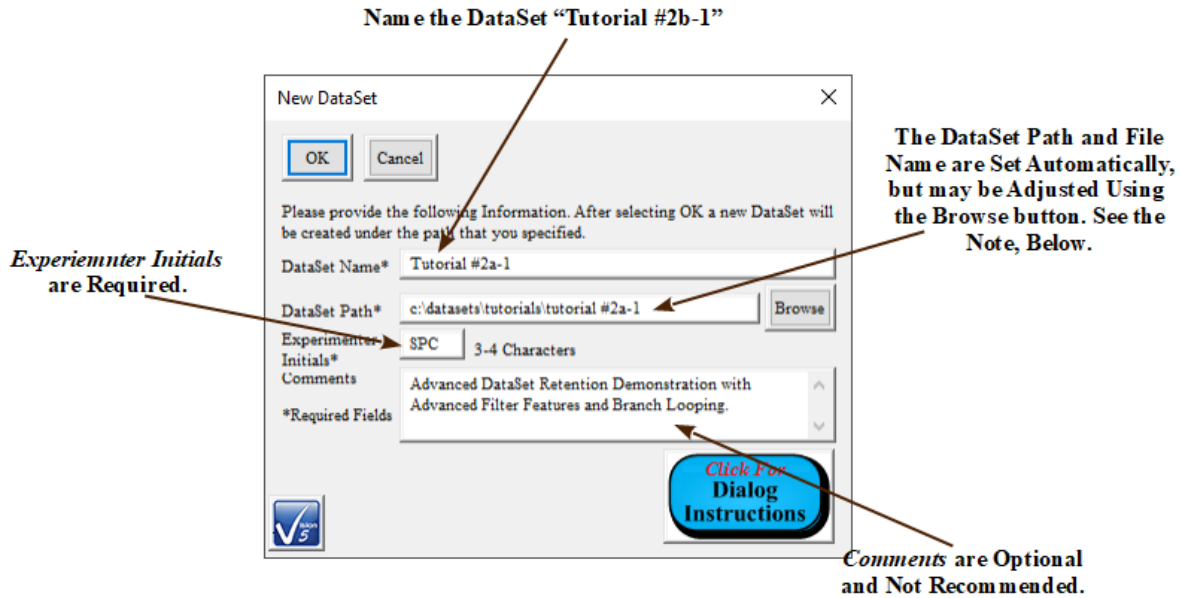 Name the DataSet “Tutorial #2b-1”
New DataSet
OK
Cancel
The DataSet Path and File
Name are Set Automatically,
but may be Adjusted Using
the Browse button. See the
Note, Below.
Please provide the following Information. After selecting OK a new DataSet will
be created under the path that you specified.
Experiemnter Initials
are Required.
DataSet Name*
Tutorial #2a-1
DataSet Path*
c:\datasets\tutorials\tutorial #2a-1
Browse
Experimenter
Initials*
SPC
3-4 Characters
Comments
Advanced DataSet Retention Demonstration with
Advanced Filter Features and Branch Looping.
*Required Fields
Click For
Dialog
Instructions
Vision
5
Comments are Optional
and Not Recommended.